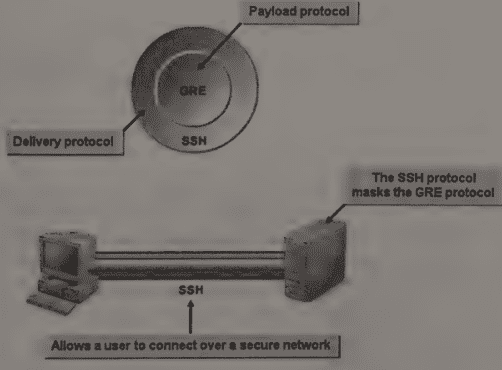 Payload protocol
GRE
Delivery protocol
SSH
The SSH protocol
masks the GRE protocol
SSH
Allows a user to connect over a secure network